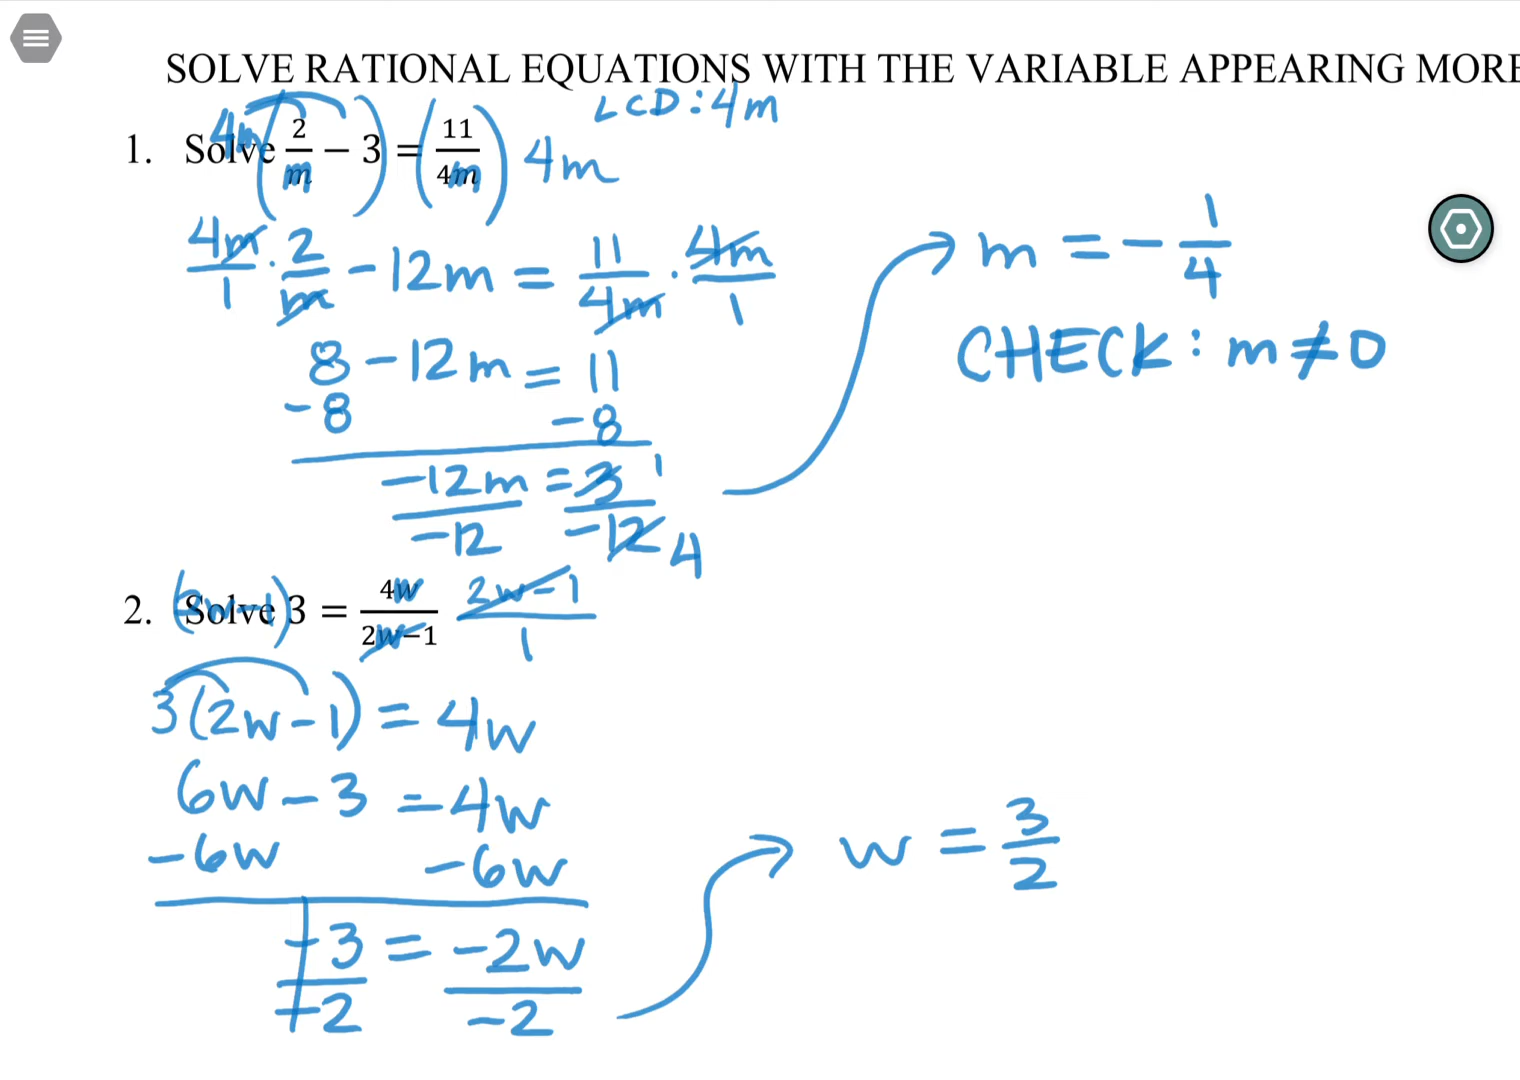 SOLVE RATIONAL EQUATIONS WITH THE VARIABLE APPEARING MORE
LCD: 4m
1. Solve 4m(2/m − 3) = (11/4m) 4m
4m/1 · 2/m − 12m = 11/4m · 4m/1
8 − 12m = 11
−8 −8
−12m/−12 = 3/−12 1 4
m = −1/4
CHECK: m ≠ 0
2. Solve (2w−1) 3 = 4w/2w−1 2w−1/1
3(2w − 1) = 4w
6w − 3 = 4w
−6w −6w
−3/−2 = −2w/−2
w = 3/2